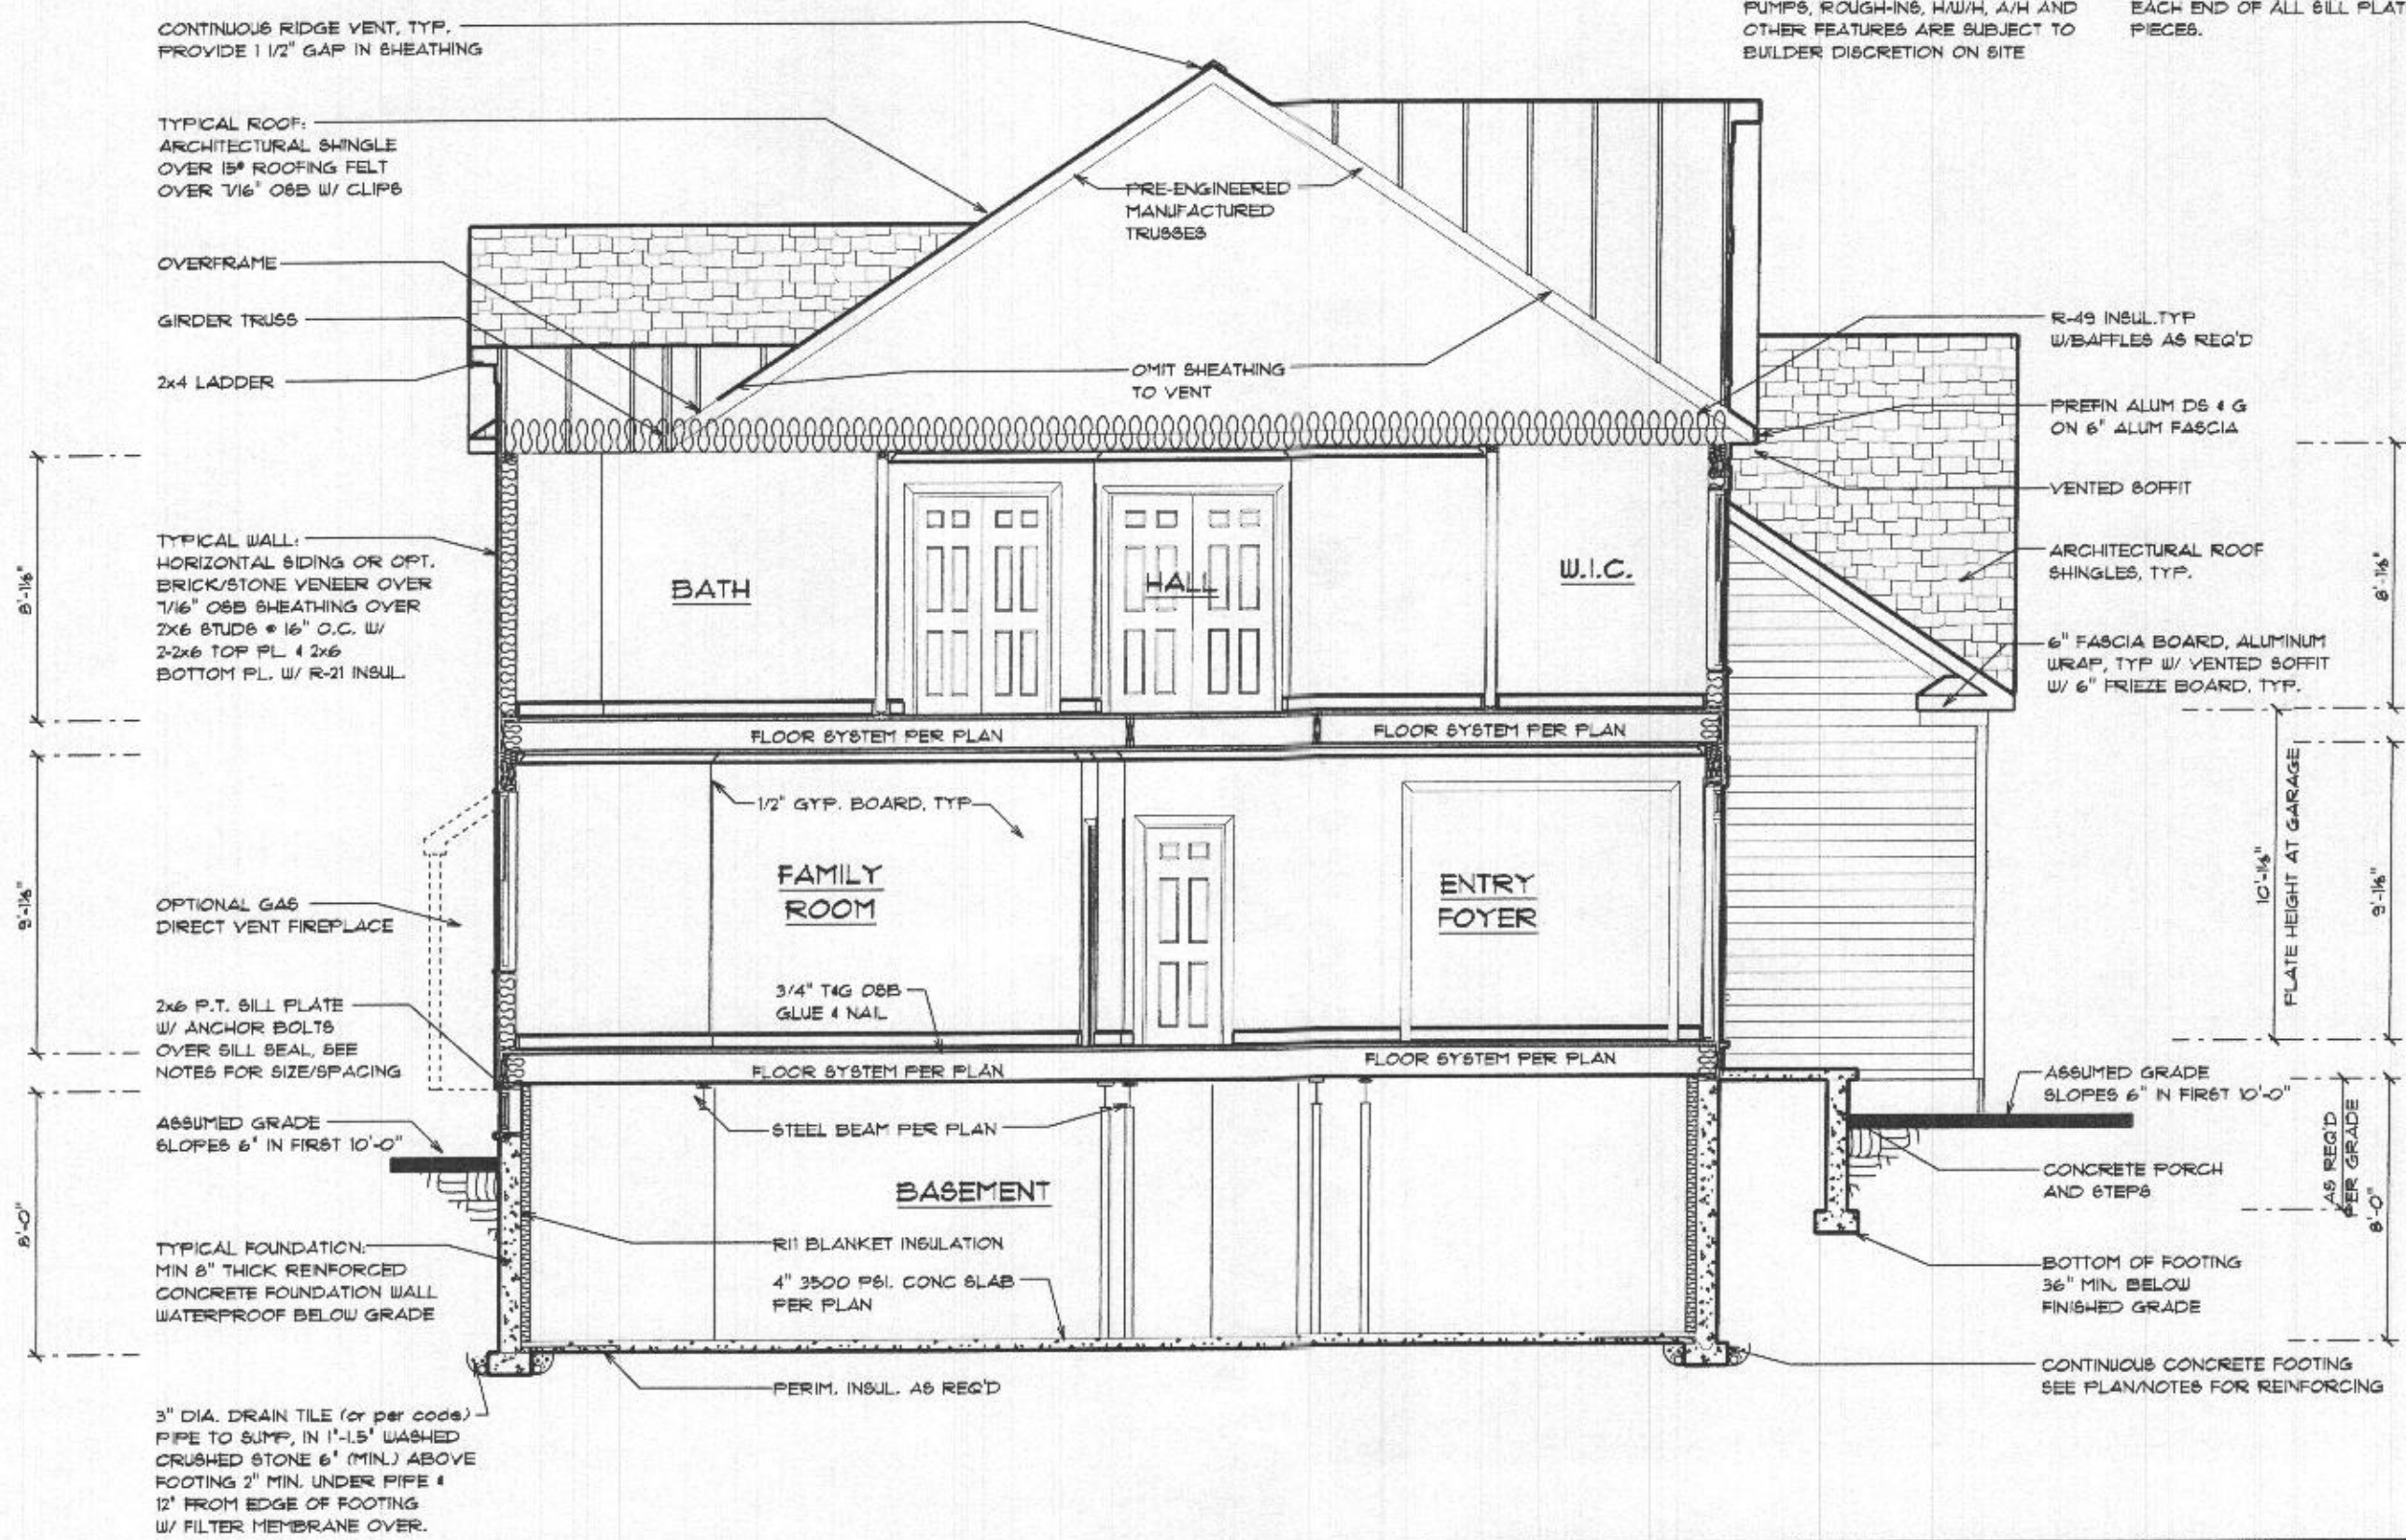 CONTINUOUS RIDGE VENT, TYP.
PROVIDE 1 1/2" GAP IN SHEATHING
TYPICAL ROOF:
ARCHITECTURAL SHINGLE
OVER 15# ROOFING FELT
OVER 7/16" OSB W/ CLIPS
OVERFRAME
GIRDER TRUSS
2x4 LADDER
8'-1 1/8"
TYPICAL WALL:
HORIZONTAL SIDING OR OPT.
BRICK/STONE VENEER OVER
7/16" OSB SHEATHING OVER
2X6 STUDS @ 16" O.C. W/
2-2x6 TOP PL & 2x6
BOTTOM PL. W/ R-21 INSUL.
9'-1 1/8"
OPTIONAL GAS
DIRECT VENT FIREPLACE
2x6 P.T. SILL PLATE
W/ ANCHOR BOLTS
OVER SILL SEAL, SEE
NOTES FOR SIZE/SPACING
ASSUMED GRADE
SLOPES 6" IN FIRST 10'-0"
8'-0"
TYPICAL FOUNDATION:
MIN 8" THICK REINFORCED
CONCRETE FOUNDATION WALL
WATERPROOF BELOW GRADE
3" DIA. DRAIN TILE (or per code)
PIPE TO SUMP, IN 1"-1.5" WASHED
CRUSHED STONE 6" (MIN.) ABOVE
FOOTING 2" MIN. UNDER PIPE &
12" FROM EDGE OF FOOTING
W/ FILTER MEMBRANE OVER.
PRE-ENGINEERED
MANUFACTURED
TRUSSES
OMIT SHEATHING
TO VENT
BATH
HALL
W.I.C.
FLOOR SYSTEM PER PLAN
FLOOR SYSTEM PER PLAN
1/2" GYP. BOARD, TYP
FAMILY
ROOM
ENTRY
FOYER
3/4" T&G OSB
GLUE & NAIL
FLOOR SYSTEM PER PLAN
FLOOR SYSTEM PER PLAN
STEEL BEAM PER PLAN
BASEMENT
R11 BLANKET INSULATION
4" 3500 PSI. CONC SLAB
PER PLAN
PERIM. INSUL. AS REQ'D
PUMPS, ROUGH-INS, H/W/H, A/H AND
OTHER FEATURES ARE SUBJECT TO
BUILDER DISCRETION ON SITE
EACH END OF ALL SILL PLAT
PIECES.
R-49 INSUL.TYP
W/BAFFLES AS REQ'D
PREFIN ALUM DS & G
ON 6" ALUM FASCIA
VENTED SOFFIT
ARCHITECTURAL ROOF
SHINGLES, TYP.
6" FASCIA BOARD, ALUMINUM
WRAP, TYP W/ VENTED SOFFIT
W/ 6" FRIEZE BOARD, TYP.
8'-1 1/8"
10'-1 1/8"
PLATE HEIGHT AT GARAGE
9'-1 1/8"
ASSUMED GRADE
SLOPES 6" IN FIRST 10'-0"
AS REQ'D
PER GRADE
8'-0"
CONCRETE PORCH
AND STEPS
BOTTOM OF FOOTING
36" MIN. BELOW
FINISHED GRADE
CONTINUOUS CONCRETE FOOTING
SEE PLAN/NOTES FOR REINFORCING